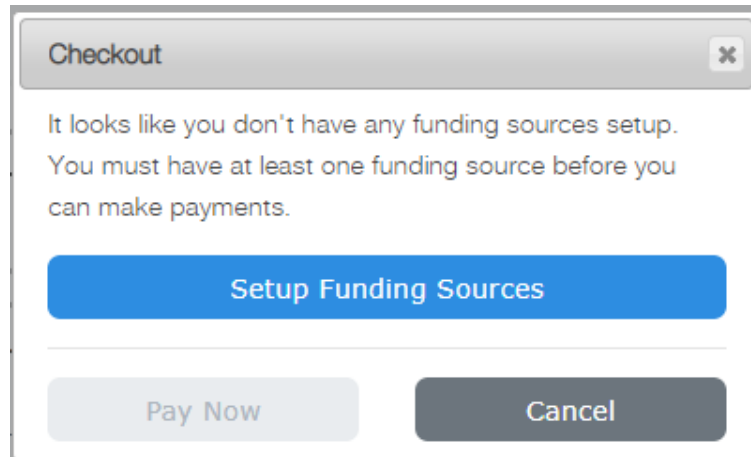 Checkout
It looks like you don't have any funding sources setup.
You must have at least one funding source before you
can make payments.
Setup Funding Sources
Pay Now
Cancel